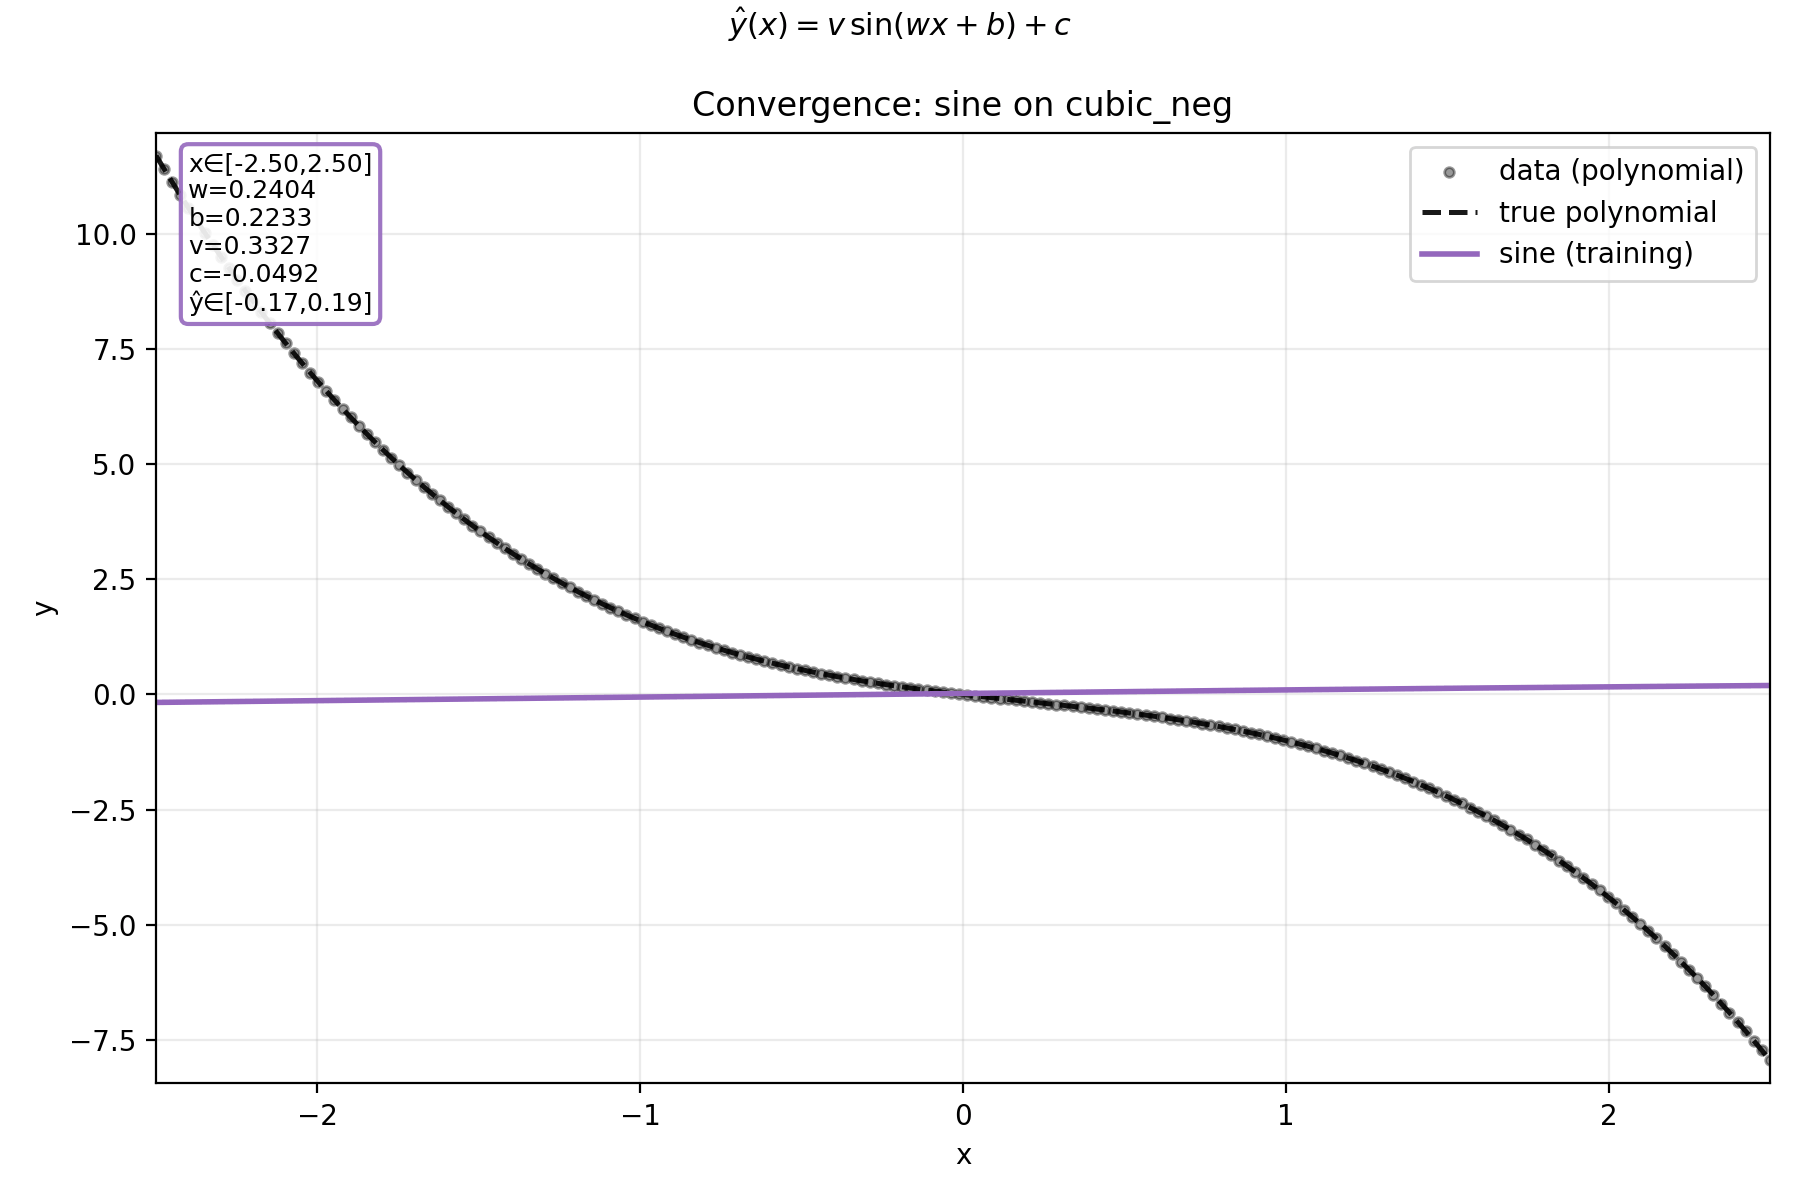 ŷ(x) = v sin(wx + b) + c
Convergence: sine on cubic_neg
x∈[-2.50,2.50]
w=0.2404
b=0.2233
v=0.3327
c=-0.0492
ŷ∈[-0.17,0.19]
data (polynomial)
true polynomial
sine (training)
10.0
7.5
5.0
2.5
0.0
−2.5
−5.0
−7.5
y
−2
−1
0
1
2
x